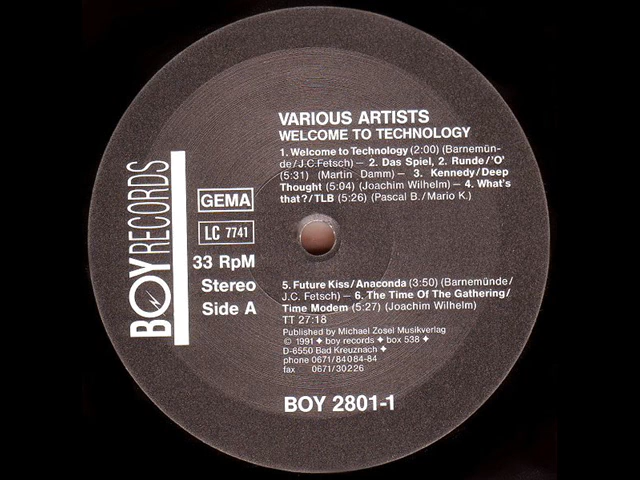 BOY RECORDS
VARIOUS ARTISTS
WELCOME TO TECHNOLOGY
1. Welcome to Technology (2:00) (Barnemün-
de/J.C.Fetsch) – 2. Das Spiel, 2. Runde/'O'
(5:31) (Martin Damm) – 3. Kennedy/Deep
Thought (5:04) (Joachim Wilhelm) – 4. What's
that?/TLB (5:26) (Pascal B./Mario K.)
GEMA
LC 7741
33 RpM
Stereo
Side A
5. Future Kiss/Anaconda (3:50) (Barnemünde/
J.C. Fetsch) – 6. The Time Of The Gathering/
Time Modem (5:27) (Joachim Wilhelm)
TT 27:18
Published by Michael Zosel Musikverlag
© 1991 ✦ boy records ✦ box 538 ✦
D-6550 Bad Kreuznach ✦
phone 0671/84084-84
fax 0671/30226
BOY 2801-1